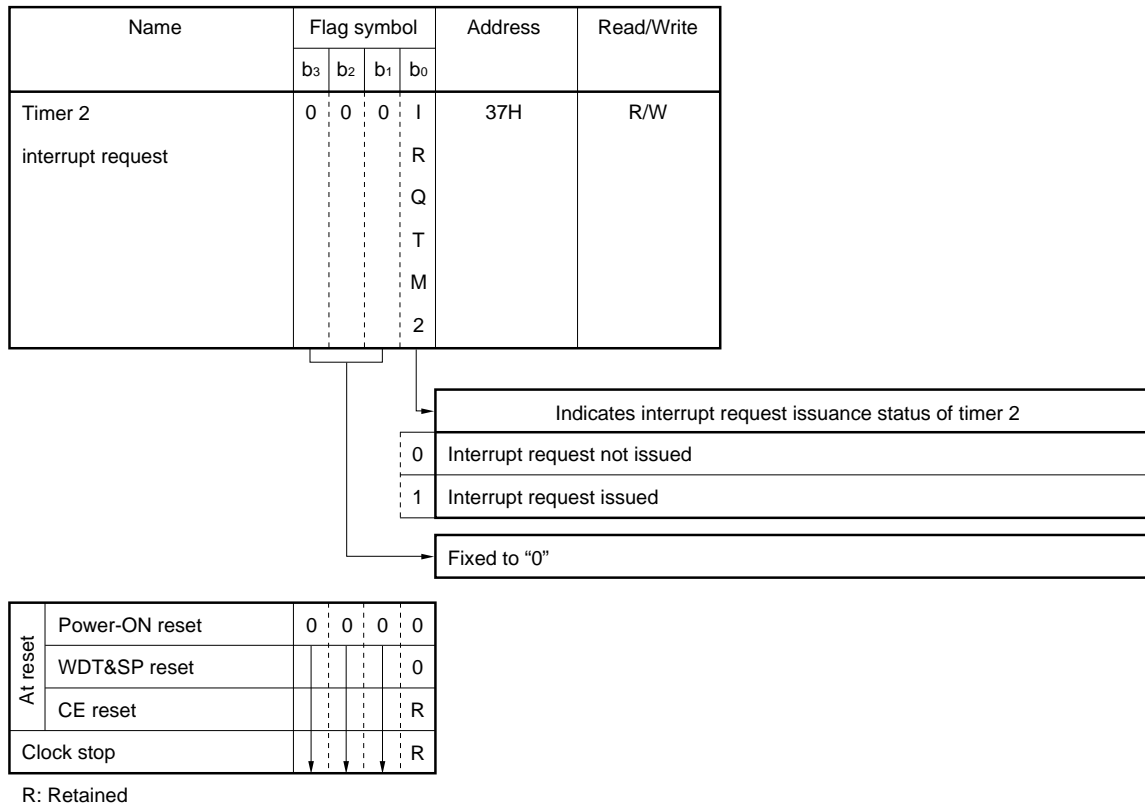 Name Flag symbol Address Read/Write
b3 b2 b1 b0
Timer 2 0 0 0 I 37H R/W
interrupt request R
Q
T
M
2
Indicates interrupt request issuance status of timer 2
0 Interrupt request not issued
1 Interrupt request issued
Fixed to “0”
At reset
Power-ON reset 0 0 0 0
WDT&SP reset 0
CE reset R
Clock stop R
R: Retained